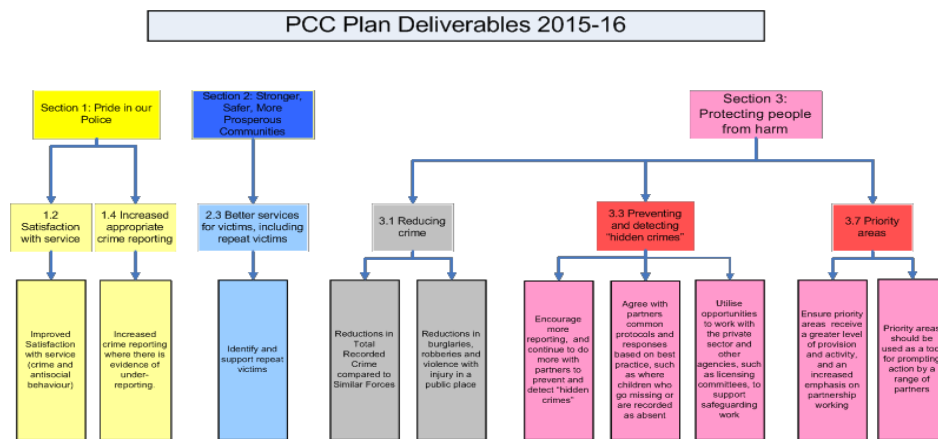 PCC Plan Deliverables 2015-16
Section 1: Pride in our
Police
Section 2: Stronger,
Safer, More
Prosperous
Communities
Section 3:
Protecting people
from harm
1.2
Satisfaction
with service
1.4 Increased
appropriate
crime reporting
2.3 Better services
for victims, including
repeat victims
3.1 Reducing
crime
3.3 Preventing
and detecting
"hidden crimes"
3.7 Priority
areas
Improved
Satisfaction
with service
(crime and
antisocial
behaviour)
Increased
crime reporting
where there is
evidence of
under-
reporting.
Identify and
support repeat
victims
Reductions in
Total
Recorded
Crime
compared to
Similar Forces
Reductions in
burglaries,
robberies and
violence with
injury in a
public place
Encourage
more
reporting, and
continue to do
more with
partners to
prevent and
detect "hidden
crimes"
Agree with
partners
common
protocols and
responses
based on best
practice, such
as where
children who
go missing or
are recorded
as absent
Utilise
opportunities
to work with
the private
sector and
other
agencies, such
as licensing
committees, to
support
safeguarding
work
Ensure priority
areas receive
a greater level
of provision
and activity,
and an
increased
emphasis on
partnership
working
Priority areas
should be
used as a too
for prompting
action by a
range of
partners